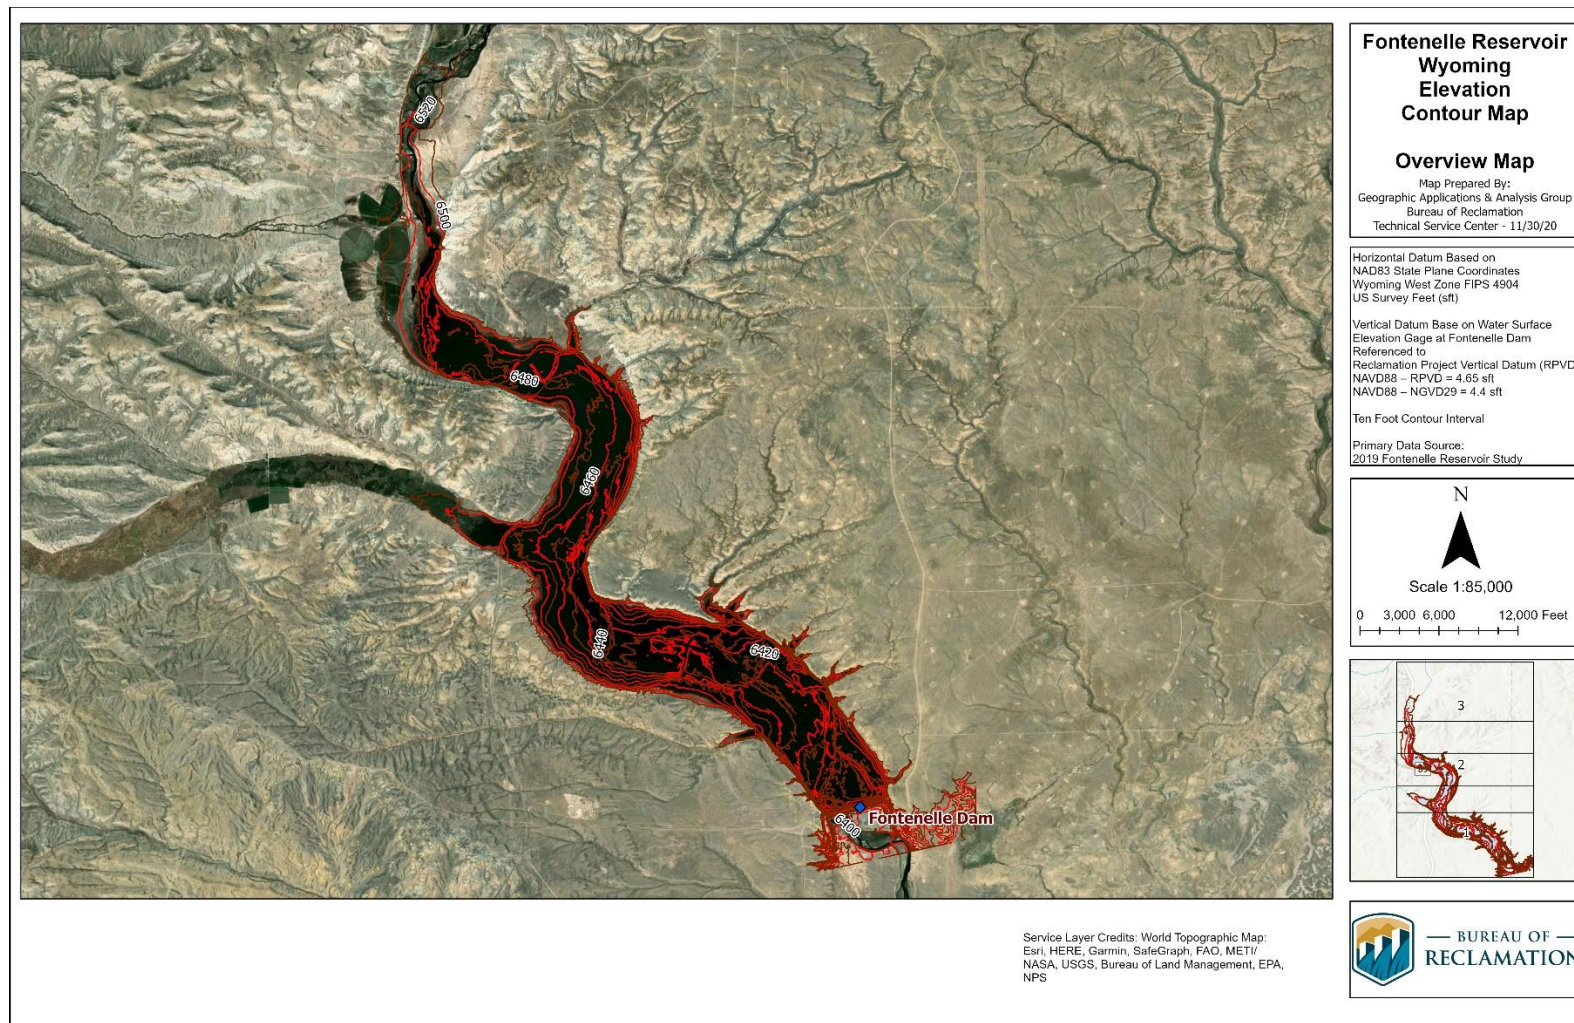 Fontenelle Reservoir
Wyoming
Elevation
Contour Map
Overview Map
Map Prepared By:
Geographic Applications & Analysis Group
Bureau of Reclamation
Technical Service Center - 11/30/20
Horizontal Datum Based on
NAD83 State Plane Coordinates
Wyoming West Zone FIPS 4904
US Survey Feet (sft)
Vertical Datum Base on Water Surface
Elevation Gage at Fontenelle Dam
Referenced to
Reclamation Project Vertical Datum (RPVD
NAVD88 – RPVD = 4.65 sft
NAVD88 – NGVD29 = 4.4 sft
Ten Foot Contour Interval
Primary Data Source:
2019 Fontenelle Reservoir Study
N
Scale 1:85,000
0 3,000 6,000 12,000 Feet
3
2
1
BUREAU OF
RECLAMATION
6520
6500
6480
6460
6440
6420
6400
Fontenelle Dam
Service Layer Credits: World Topographic Map:
Esri, HERE, Garmin, SafeGraph, FAO, METI/
NASA, USGS, Bureau of Land Management, EPA,
NPS